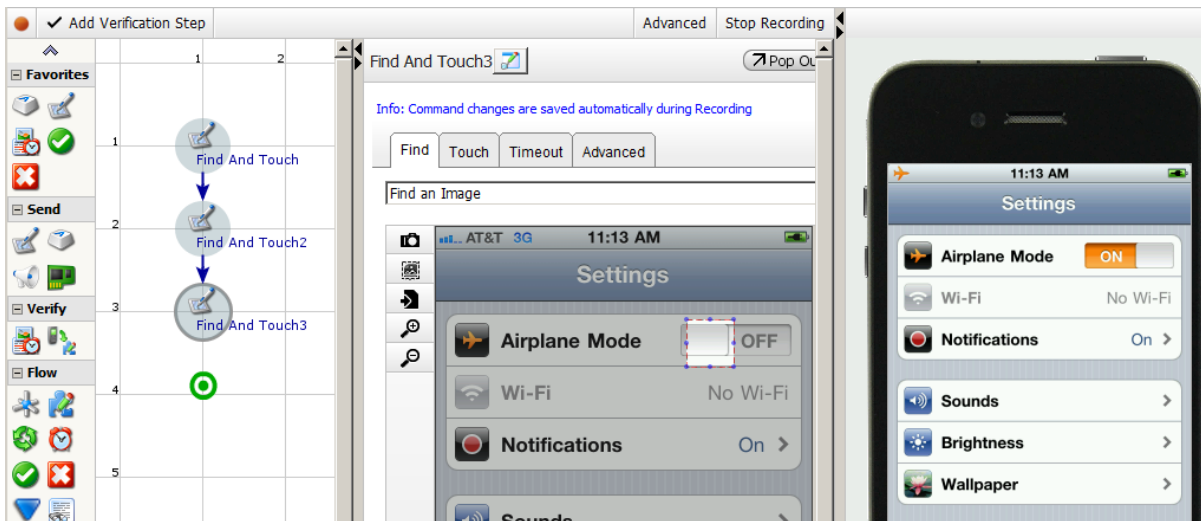 Add Verification Step
Advanced
Stop Recording
Favorites
Send
Verify
Flow
1 2
1
Find And Touch
2
Find And Touch2
3
Find And Touch3
4
5
Find And Touch3
Pop Ou
Info: Command changes are saved automatically during Recording
Find Touch Timeout Advanced
Find an Image
AT&T 3G 11:13 AM
Settings
Airplane Mode OFF
Wi-Fi No Wi-Fi
Notifications On
Sounds
11:13 AM
Settings
Airplane Mode ON
Wi-Fi No Wi-Fi
Notifications On
Sounds
Brightness
Wallpaper